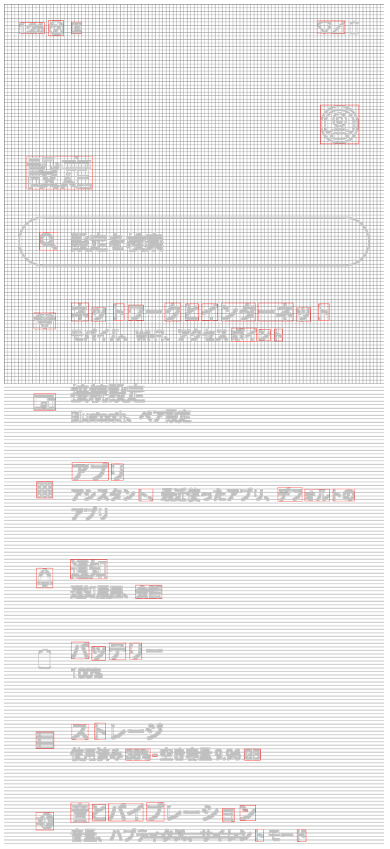 設定
設定を検索
ネットワークとインターネット
モバイル、Wi-Fi、アクセスポイント
接続設定
Bluetooth、ペア設定
アプリ
アシスタント、最近使ったアプリ、デフォルトの
アプリ
通知
通知履歴、会話
バッテリー
100%
ストレージ
使用済み - 空き容量 9.06 GB
音とバイブレーション
音量、ハプティクス、サイレント モード